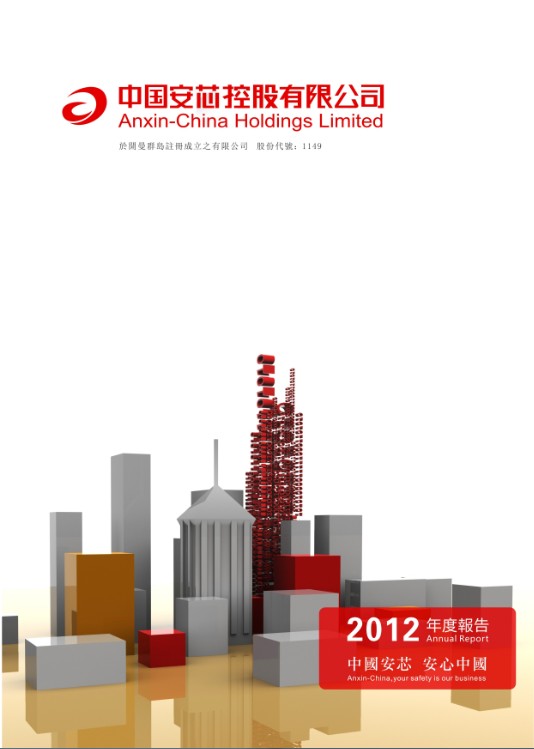 中国安芯控股有限公司
Anxin-China Holdings Limited
於開曼群島註冊成立之有限公司 股份代號：1149
2012 年度報告
Annual Report
中國安芯 安心中國
Anxin-China, your safety is our business